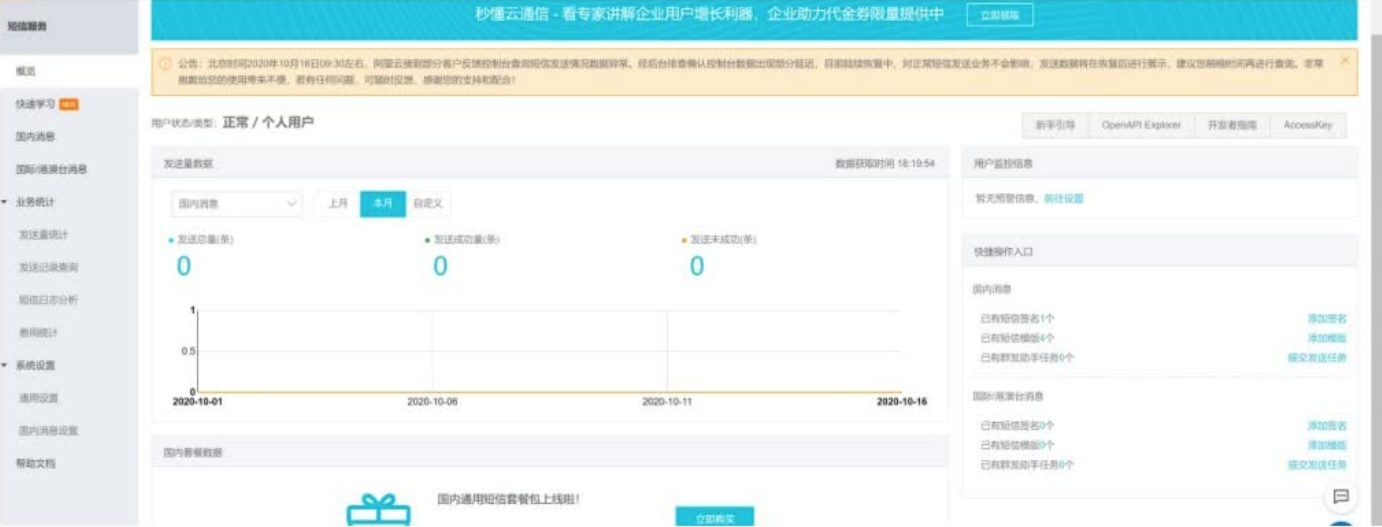 短信服务
秒懂云通信 - 看专家讲解企业用户增长利器，企业助力代金券限量提供中
立即领取
公告：北京时间2020年10月16日09:30左右，阿里云接到部分客户反馈控制台查询短信发送情况数据异常。经后台排查确认控制台数据出现部分延迟，目前陆续恢复中，对正常短信发送业务不会影响，发送数据将在恢复后进行展示，建议您稍晚时间再进行查询。非常
抱歉给您的使用带来不便，若有任何问题，可随时反馈，感谢您的支持和配合！
概览
快速学习
国内消息
国际/港澳台消息
业务统计
发送量统计
发送记录查询
短信日志分析
费用统计
系统设置
通用设置
国内消息设置
帮助文档
用户状态/类型：正常 / 个人用户
新手引导 OpenAPI Explorer 开发者指南 AccessKey
发送量数据 数据获取时间 18:19:54
国内消息 上月 本月 自定义
发送总量(条) 发送成功量(条) 发送未成功(条)
0 0 0
1
0.5
0
2020-10-01 2020-10-06 2020-10-11 2020-10-16
国内套餐数据
国内通用短信套餐包上线啦！
立即购买
用户监控信息
暂无预警信息，前往设置
快捷操作入口
国内消息
已有短信签名1个 添加签名
已有短信模版4个 添加模版
已有群发助手任务0个 提交发送任务
国际/港澳台消息
已有短信签名0个 添加签名
已有短信模版0个 添加模版
已有群发助手任务0个 提交发送任务